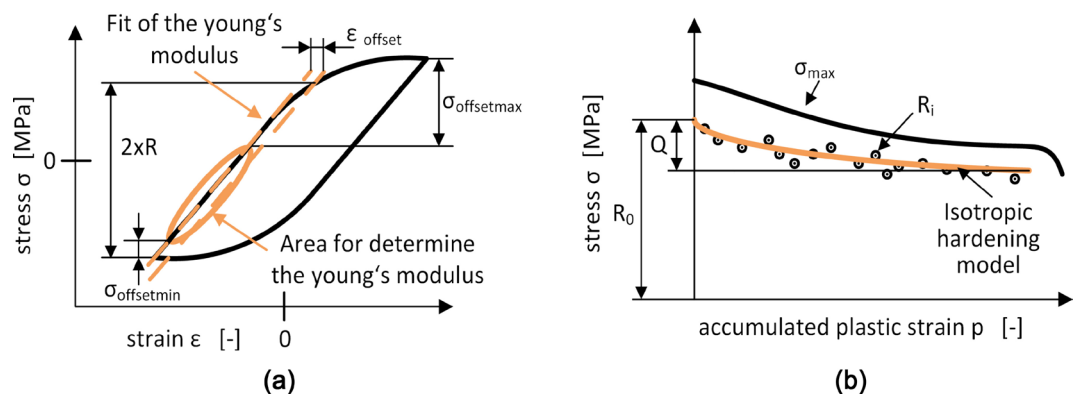 Fit of the young‘s
modulus
ε offset
σoffsetmax
stress σ [MPa]
0
2xR
Area for determine
the young‘s modulus
σoffsetmin
strain ε [-]
0
(a)
stress σ [MPa]
σmax
Ri
Q
R0
Isotropic
hardening
model
accumulated plastic strain p [-]
(b)